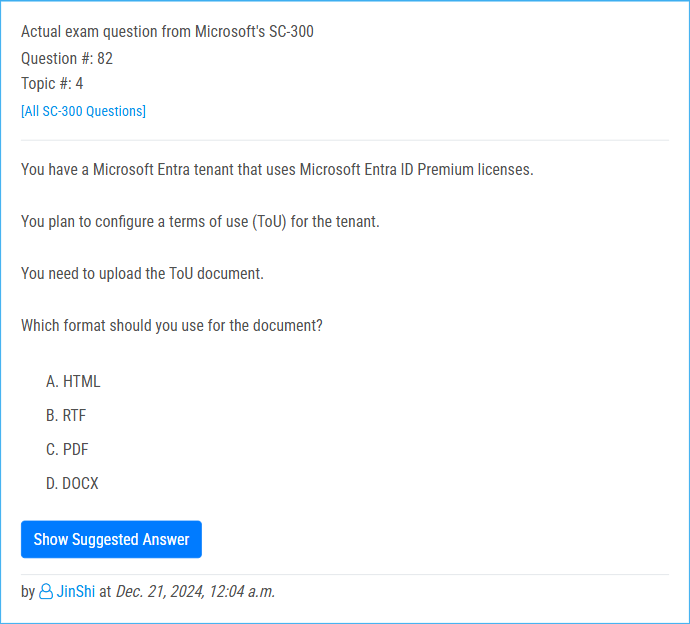 Actual exam question from Microsoft's SC-300
Question #: 82
Topic #: 4
[All SC-300 Questions]
You have a Microsoft Entra tenant that uses Microsoft Entra ID Premium licenses.
You plan to configure a terms of use (ToU) for the tenant.
You need to upload the ToU document.
Which format should you use for the document?
A. HTML
B. RTF
C. PDF
D. DOCX
Show Suggested Answer
by JinShi at Dec. 21, 2024, 12:04 a.m.